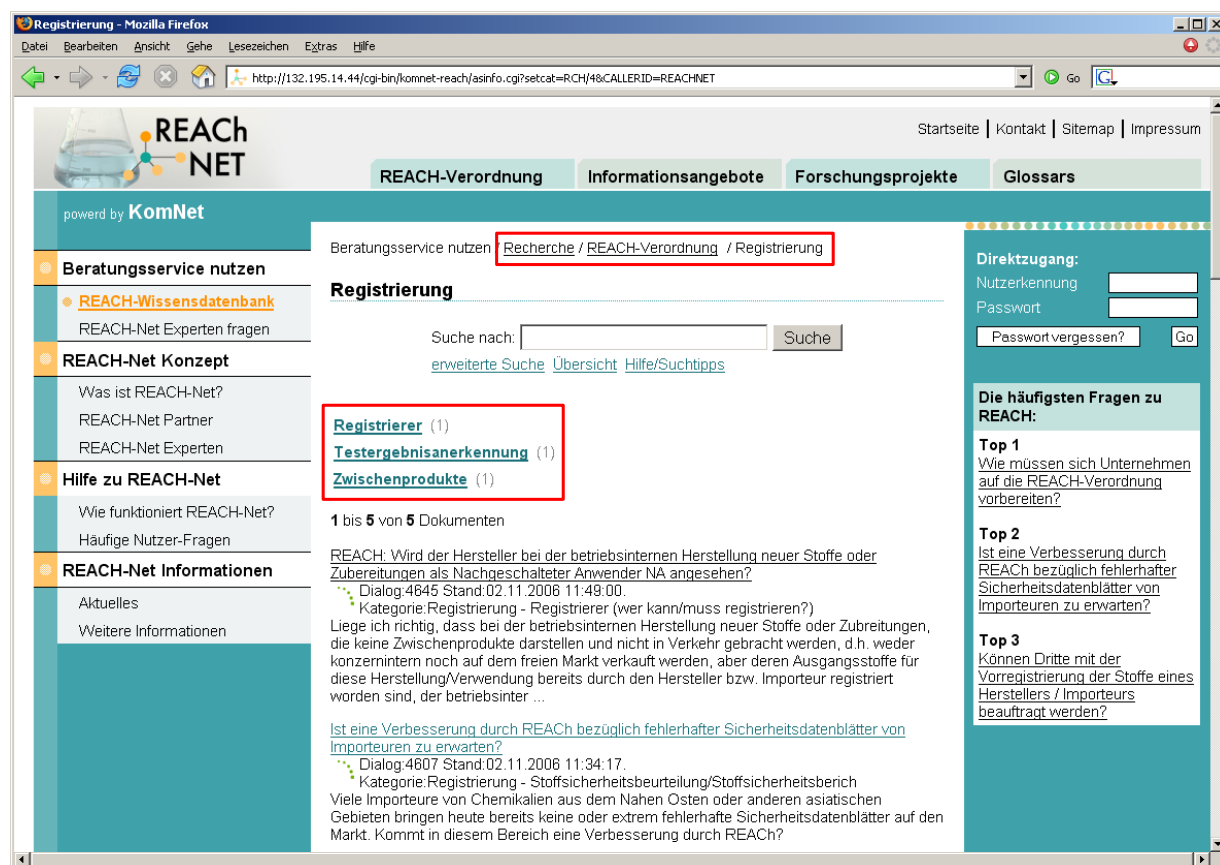 Registrierung - Mozilla Firefox
Datei Bearbeiten Ansicht Gehe Lesezeichen Extras Hilfe
http://132.195.14.44/cgi-bin/komnet-reach/asinfo.cgi?setcat=RCH/4&CALLERID=REACHNET
Go
G
REACh
NET
Startseite | Kontakt | Sitemap | Impressum
REACH-Verordnung Informationsangebote Forschungsprojekte Glossars
powerd by KomNet
Beratungsservice nutzen
REACH-Wissensdatenbank
REACH-Net Experten fragen
REACH-Net Konzept
Was ist REACH-Net?
REACH-Net Partner
REACH-Net Experten
Hilfe zu REACH-Net
Wie funktioniert REACH-Net?
Häufige Nutzer-Fragen
REACH-Net Informationen
Aktuelles
Weitere Informationen
Beratungsservice nutzen / Recherche / REACH-Verordnung / Registrierung
Registrierung
Suche nach: Suche
erweiterte Suche Übersicht Hilfe/Suchtipps
Registrierer (1)
Testergebnisanerkennung (1)
Zwischenprodukte (1)
1 bis 5 von 5 Dokumenten
REACH: Wird der Hersteller bei der betriebsinternen Herstellung neuer Stoffe oder
Zubereitungen als Nachgeschalteter Anwender NA angesehen?
Dialog:4645 Stand:02.11.2006 11:49:00.
Kategorie:Registrierung - Registrierer (wer kann/muss registrieren?)
Liege ich richtig, dass bei der betriebsinternen Herstellung neuer Stoffe oder Zubreitungen,
die keine Zwischenprodukte darstellen und nicht in Verkehr gebracht werden, d.h. weder
konzernintern noch auf dem freien Markt verkauft werden, aber deren Ausgangsstoffe für
diese Herstellung/Verwendung bereits durch den Hersteller bzw. Importeur registriert
worden sind, der betriebsinter ...
Ist eine Verbesserung durch REACh bezüglich fehlerhafter Sicherheitsdatenblätter von
Importeuren zu erwarten?
Dialog:4607 Stand:02.11.2006 11:34:17.
Kategorie:Registrierung - Stoffsicherheitsbeurteilung/Stoffsicherheitsberich
Viele Importeure von Chemikalien aus dem Nahen Osten oder anderen asiatischen
Gebieten bringen heute bereits keine oder extrem fehlerhafte Sicherheitsdatenblätter auf den
Markt. Kommt in diesem Bereich eine Verbesserung durch REACh?
Direktzugang:
Nutzerkennung
Passwort
Passwort vergessen? Go
Die häufigsten Fragen zu
REACH:
Top 1
Wie müssen sich Unternehmen
auf die REACH-Verordnung
vorbereiten?
Top 2
Ist eine Verbesserung durch
REACh bezüglich fehlerhafter
Sicherheitsdatenblätter von
Importeuren zu erwarten?
Top 3
Können Dritte mit der
Vorregistrierung der Stoffe eines
Herstellers / Importeurs
beauftragt werden?